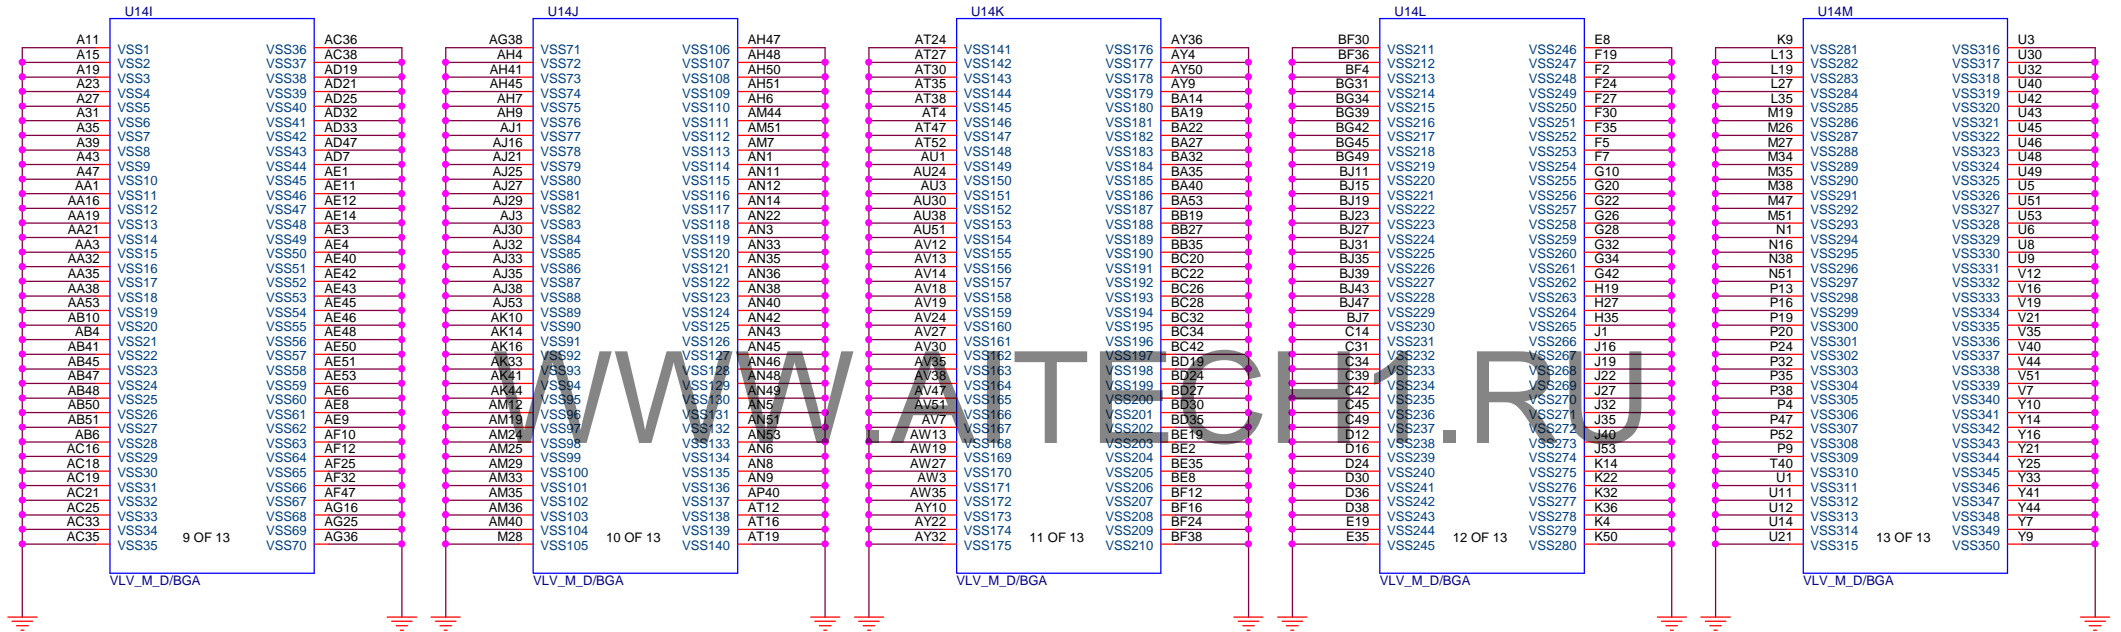 U14I
A11 VSS1 VSS36 AC36
A15 VSS2 VSS37 AC38
A19 VSS3 VSS38 AD19
A23 VSS4 VSS39 AD21
A27 VSS5 VSS40 AD25
A31 VSS6 VSS41 AD32
A35 VSS7 VSS42 AD33
A39 VSS8 VSS43 AD47
A43 VSS9 VSS44 AD7
A47 VSS10 VSS45 AE1
AA1 VSS11 VSS46 AE11
AA16 VSS12 VSS47 AE12
AA19 VSS13 VSS48 AE14
AA21 VSS14 VSS49 AE3
AA3 VSS15 VSS50 AE4
AA32 VSS16 VSS51 AE40
AA35 VSS17 VSS52 AE42
AA38 VSS18 VSS53 AE43
AA53 VSS19 VSS54 AE45
AB10 VSS20 VSS55 AE46
AB4 VSS21 VSS56 AE48
AB41 VSS22 VSS57 AE50
AB45 VSS23 VSS58 AE51
AB47 VSS24 VSS59 AE53
AB48 VSS25 VSS60 AE6
AB50 VSS26 VSS61 AE8
AB51 VSS27 VSS62 AE9
AB6 VSS28 VSS63 AF10
AC16 VSS29 VSS64 AF12
AC18 VSS30 VSS65 AF25
AC19 VSS31 VSS66 AF32
AC21 VSS32 VSS67 AF47
AC25 VSS33 VSS68 AG16
AC33 VSS34 VSS69 AG25
AC35 VSS35 9 OF 13 VSS70 AG36
VLV_M_D/BGA
U14J
AG38 VSS71 VSS106 AH47
AH4 VSS72 VSS107 AH48
AH41 VSS73 VSS108 AH50
AH45 VSS74 VSS109 AH51
AH7 VSS75 VSS110 AH6
AH9 VSS76 VSS111 AM44
AJ1 VSS77 VSS112 AM51
AJ16 VSS78 VSS113 AM7
AJ21 VSS79 VSS114 AN1
AJ25 VSS80 VSS115 AN11
AJ27 VSS81 VSS116 AN12
AJ29 VSS82 VSS117 AN14
AJ3 VSS83 VSS118 AN22
AJ30 VSS84 VSS119 AN3
AJ32 VSS85 VSS120 AN33
AJ33 VSS86 VSS121 AN35
AJ35 VSS87 VSS122 AN36
AJ38 VSS88 VSS123 AN38
AJ53 VSS89 VSS124 AN40
AK10 VSS90 VSS125 AN42
AK14 VSS91 VSS126 AN43
AK16 VSS92 VSS127 AN45
AK33 VSS93 VSS128 AN46
AK41 VSS94 VSS129 AN48
AK44 VSS95 VSS130 AN49
AM12 VSS96 VSS131 AN5
AM19 VSS97 VSS132 AN51
AM24 VSS98 VSS133 AN53
AM25 VSS99 VSS134 AN6
AM29 VSS100 VSS135 AN8
AM33 VSS101 VSS136 AN9
AM35 VSS102 VSS137 AP40
AM36 VSS103 VSS138 AT12
AM40 VSS104 VSS139 AT16
M28 VSS105 10 OF 13 VSS140 AT19
VLV_M_D/BGA
U14K
AT24 VSS141 VSS176 AY36
AT27 VSS142 VSS177 AY4
AT30 VSS143 VSS178 AY50
AT35 VSS144 VSS179 AY9
AT38 VSS145 VSS180 BA14
AT4 VSS146 VSS181 BA19
AT47 VSS147 VSS182 BA22
AT52 VSS148 VSS183 BA27
AU1 VSS149 VSS184 BA32
AU24 VSS150 VSS185 BA35
AU3 VSS151 VSS186 BA40
AU30 VSS152 VSS187 BA53
AU38 VSS153 VSS188 BB19
AU51 VSS154 VSS189 BB27
AV12 VSS155 VSS190 BB35
AV13 VSS156 VSS191 BC20
AV14 VSS157 VSS192 BC22
AV18 VSS158 VSS193 BC26
AV19 VSS159 VSS194 BC28
AV24 VSS160 VSS195 BC32
AV27 VSS161 VSS196 BC34
AV30 VSS162 VSS197 BC42
AV35 VSS163 VSS198 BD19
AV38 VSS164 VSS199 BD24
AV47 VSS165 VSS200 BD27
AV51 VSS166 VSS201 BD30
AV7 VSS167 VSS202 BD35
AW13 VSS168 VSS203 BE19
AW19 VSS169 VSS204 BE2
AW27 VSS170 VSS205 BE35
AW3 VSS171 VSS206 BE8
AW35 VSS172 VSS207 BF12
AY10 VSS173 VSS208 BF16
AY22 VSS174 VSS209 BF24
AY32 VSS175 11 OF 13 VSS210 BF38
VLV_M_D/BGA
U14L
BF30 VSS211 VSS246 E8
BF36 VSS212 VSS247 F19
BF4 VSS213 VSS248 F2
BG31 VSS214 VSS249 F24
BG34 VSS215 VSS250 F27
BG39 VSS216 VSS251 F30
BG42 VSS217 VSS252 F35
BG45 VSS218 VSS253 F5
BG49 VSS219 VSS254 F7
BJ11 VSS220 VSS255 G10
BJ15 VSS221 VSS256 G20
BJ19 VSS222 VSS257 G22
BJ23 VSS223 VSS258 G26
BJ27 VSS224 VSS259 G28
BJ31 VSS225 VSS260 G32
BJ35 VSS226 VSS261 G34
BJ39 VSS227 VSS262 G42
BJ43 VSS228 VSS263 H19
BJ47 VSS229 VSS264 H27
BJ7 VSS230 VSS265 H35
C14 VSS231 VSS266 J1
C31 VSS232 VSS267 J16
C34 VSS233 VSS268 J19
C39 VSS234 VSS269 J22
C42 VSS235 VSS270 J27
C45 VSS236 VSS271 J32
C49 VSS237 VSS272 J35
D12 VSS238 VSS273 J40
D16 VSS239 VSS274 J53
D24 VSS240 VSS275 K14
D30 VSS241 VSS276 K22
D36 VSS242 VSS277 K32
D38 VSS243 VSS278 K36
E19 VSS244 VSS279 K4
E35 VSS245 12 OF 13 VSS280 K50
VLV_M_D/BGA
U14M
K9 VSS281 VSS316 U3
L13 VSS282 VSS317 U30
L19 VSS283 VSS318 U32
L27 VSS284 VSS319 U40
L35 VSS285 VSS320 U42
M19 VSS286 VSS321 U43
M26 VSS287 VSS322 U45
M27 VSS288 VSS323 U46
M34 VSS289 VSS324 U48
M35 VSS290 VSS325 U49
M38 VSS291 VSS326 U5
M47 VSS292 VSS327 U51
M51 VSS293 VSS328 U53
N1 VSS294 VSS329 U6
N16 VSS295 VSS330 U8
N38 VSS296 VSS331 U9
N51 VSS297 VSS332 V12
P13 VSS298 VSS333 V16
P16 VSS299 VSS334 V19
P19 VSS300 VSS335 V21
P20 VSS301 VSS336 V35
P24 VSS302 VSS337 V40
P32 VSS303 VSS338 V44
P35 VSS304 VSS339 V51
P38 VSS305 VSS340 V7
P4 VSS306 VSS341 Y10
P47 VSS307 VSS342 Y14
P52 VSS308 VSS343 Y16
P9 VSS309 VSS344 Y21
T40 VSS310 VSS345 Y25
U1 VSS311 VSS346 Y33
U11 VSS312 VSS347 Y41
U12 VSS313 VSS348 Y44
U14 VSS314 VSS349 Y7
U21 VSS315 13 OF 13 VSS350 Y9
VLV_M_D/BGA
WWW.AITECH1.RU